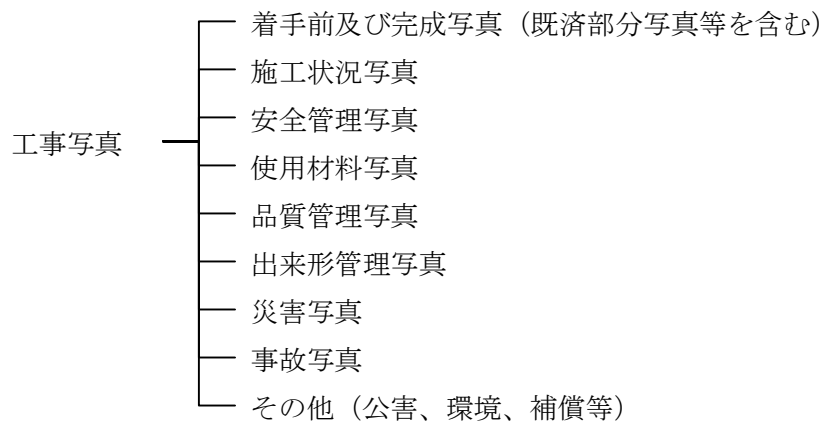 着手前及び完成写真（既済部分写真等を含む）
施工状況写真
安全管理写真
工事写真
使用材料写真
品質管理写真
出来形管理写真
災害写真
事故写真
その他（公害、環境、補償等）